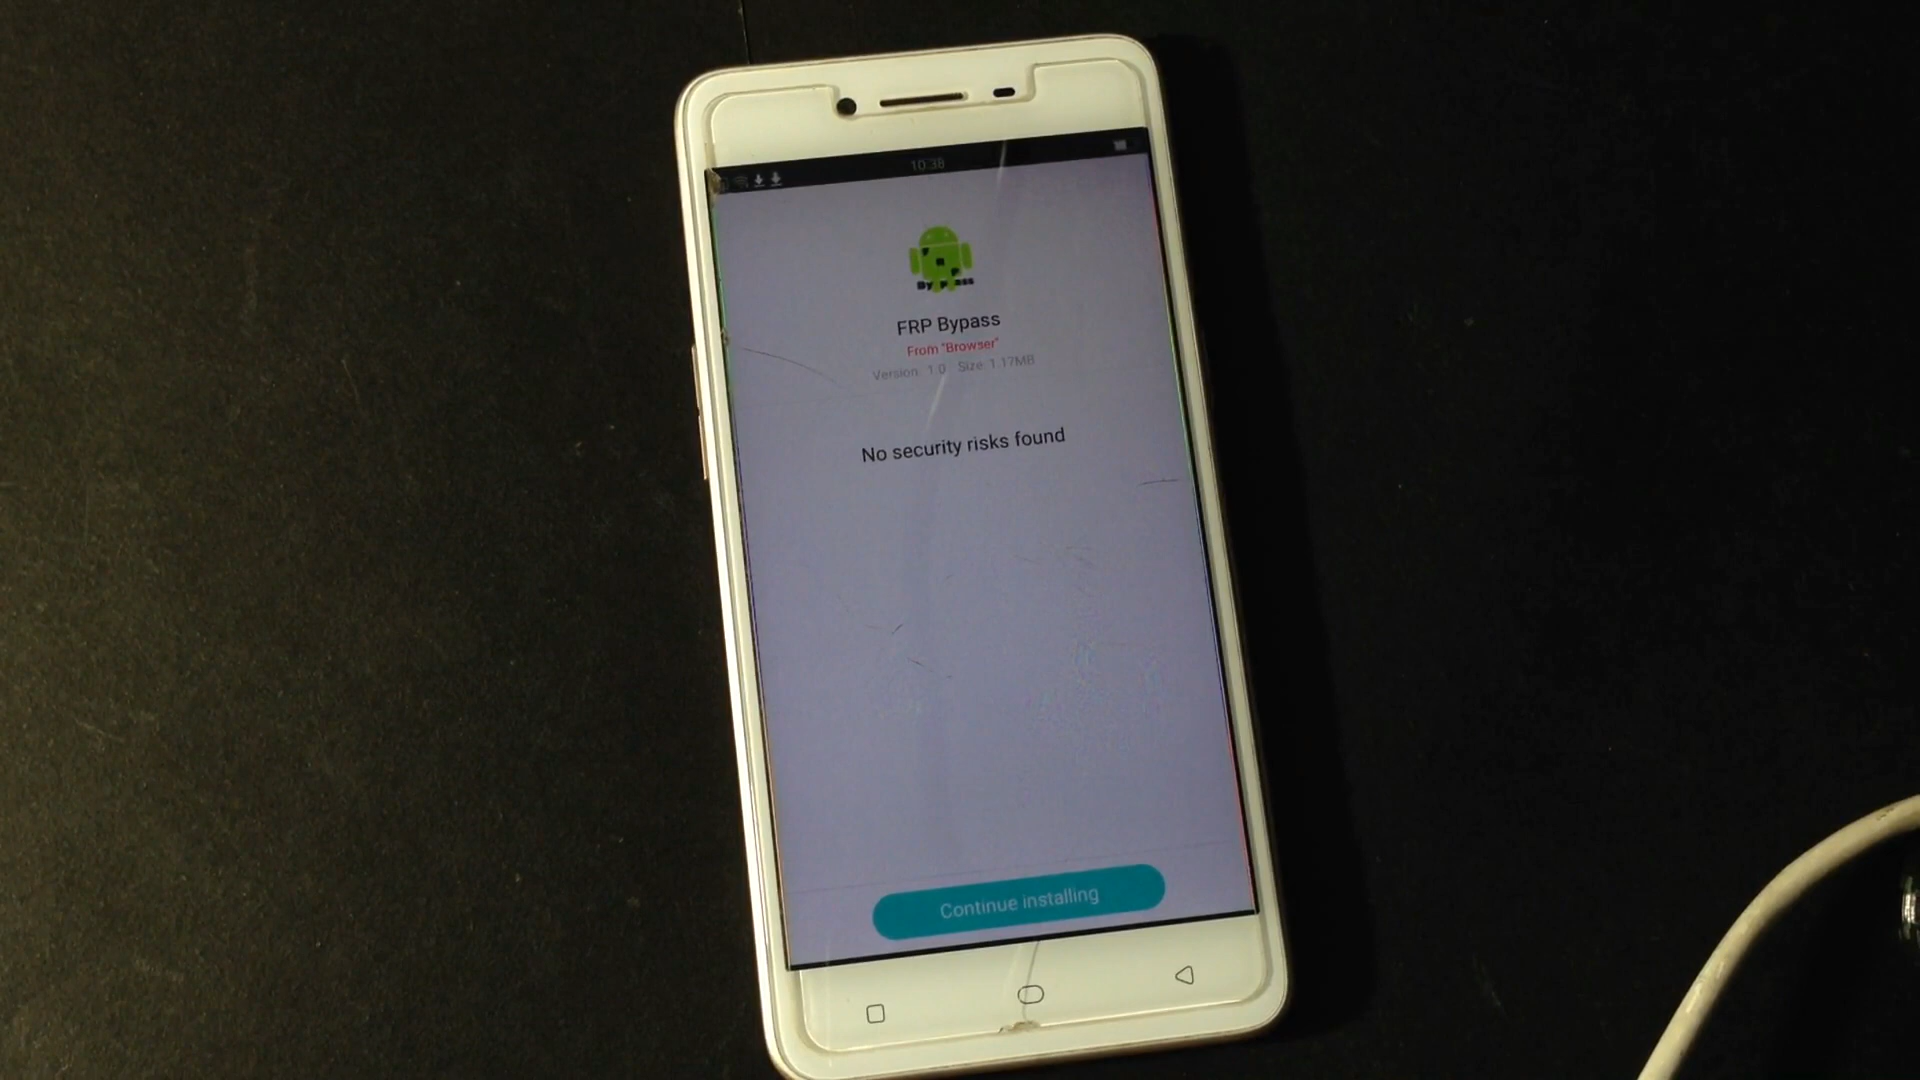 10:38
FRP Bypass
From "Browser"
Version: 1.0 Size: 1.17MB
No security risks found
Continue installing